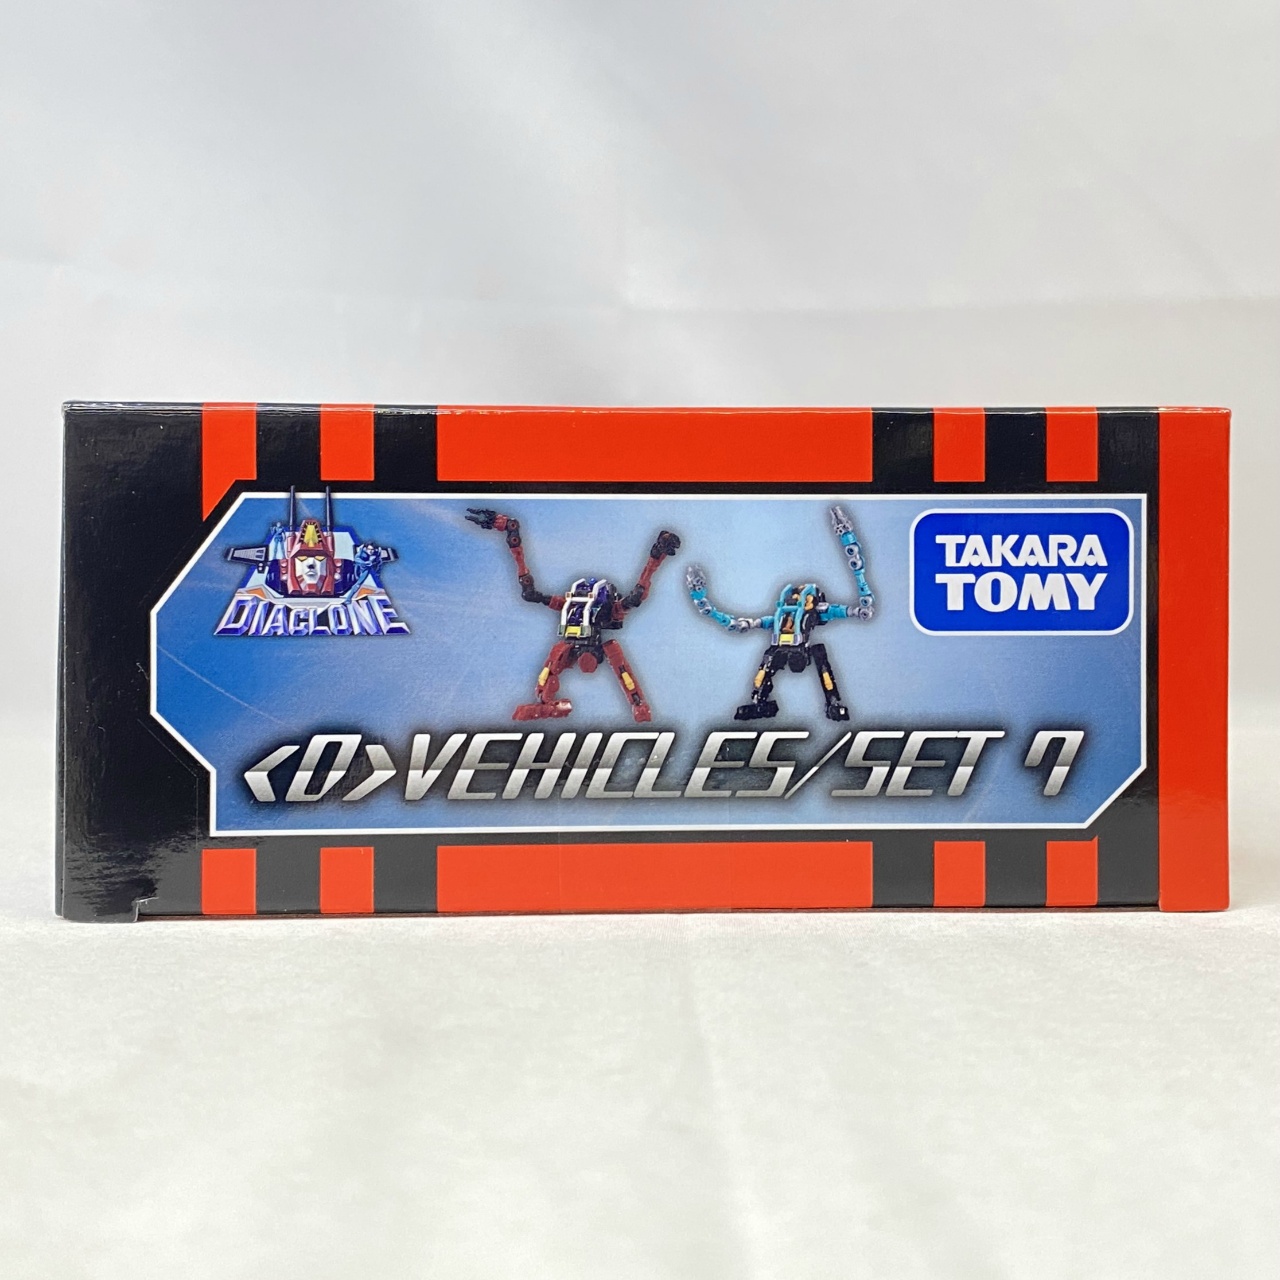 DIACLONE
TAKARA
TOMY
<D>VEHICLES/SET 7